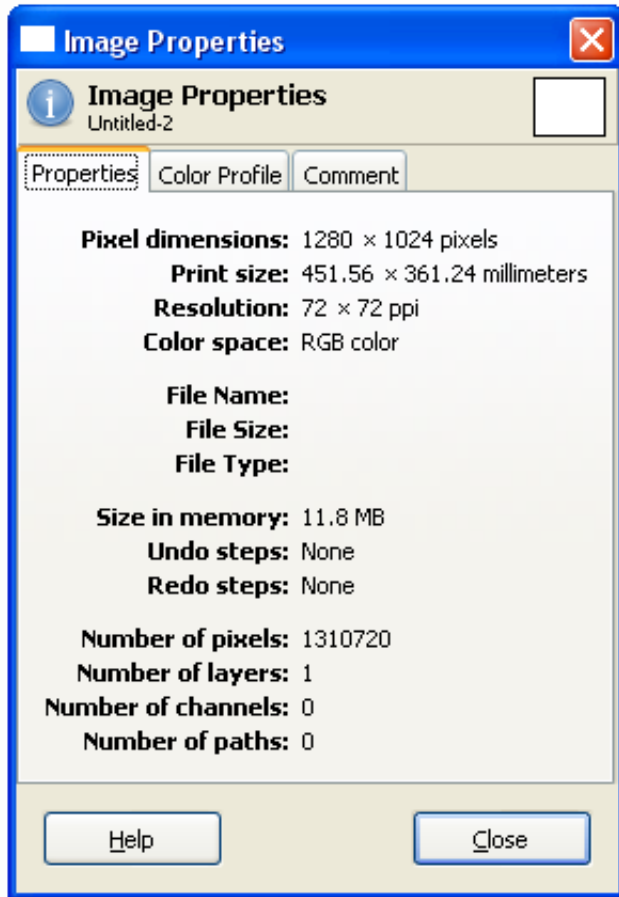 Image Properties
Image Properties
Untitled-2
Properties Color Profile Comment
Pixel dimensions: 1280 × 1024 pixels
Print size: 451.56 × 361.24 millimeters
Resolution: 72 × 72 ppi
Color space: RGB color
File Name:
File Size:
File Type:
Size in memory: 11.8 MB
Undo steps: None
Redo steps: None
Number of pixels: 1310720
Number of layers: 1
Number of channels: 0
Number of paths: 0
Help Close